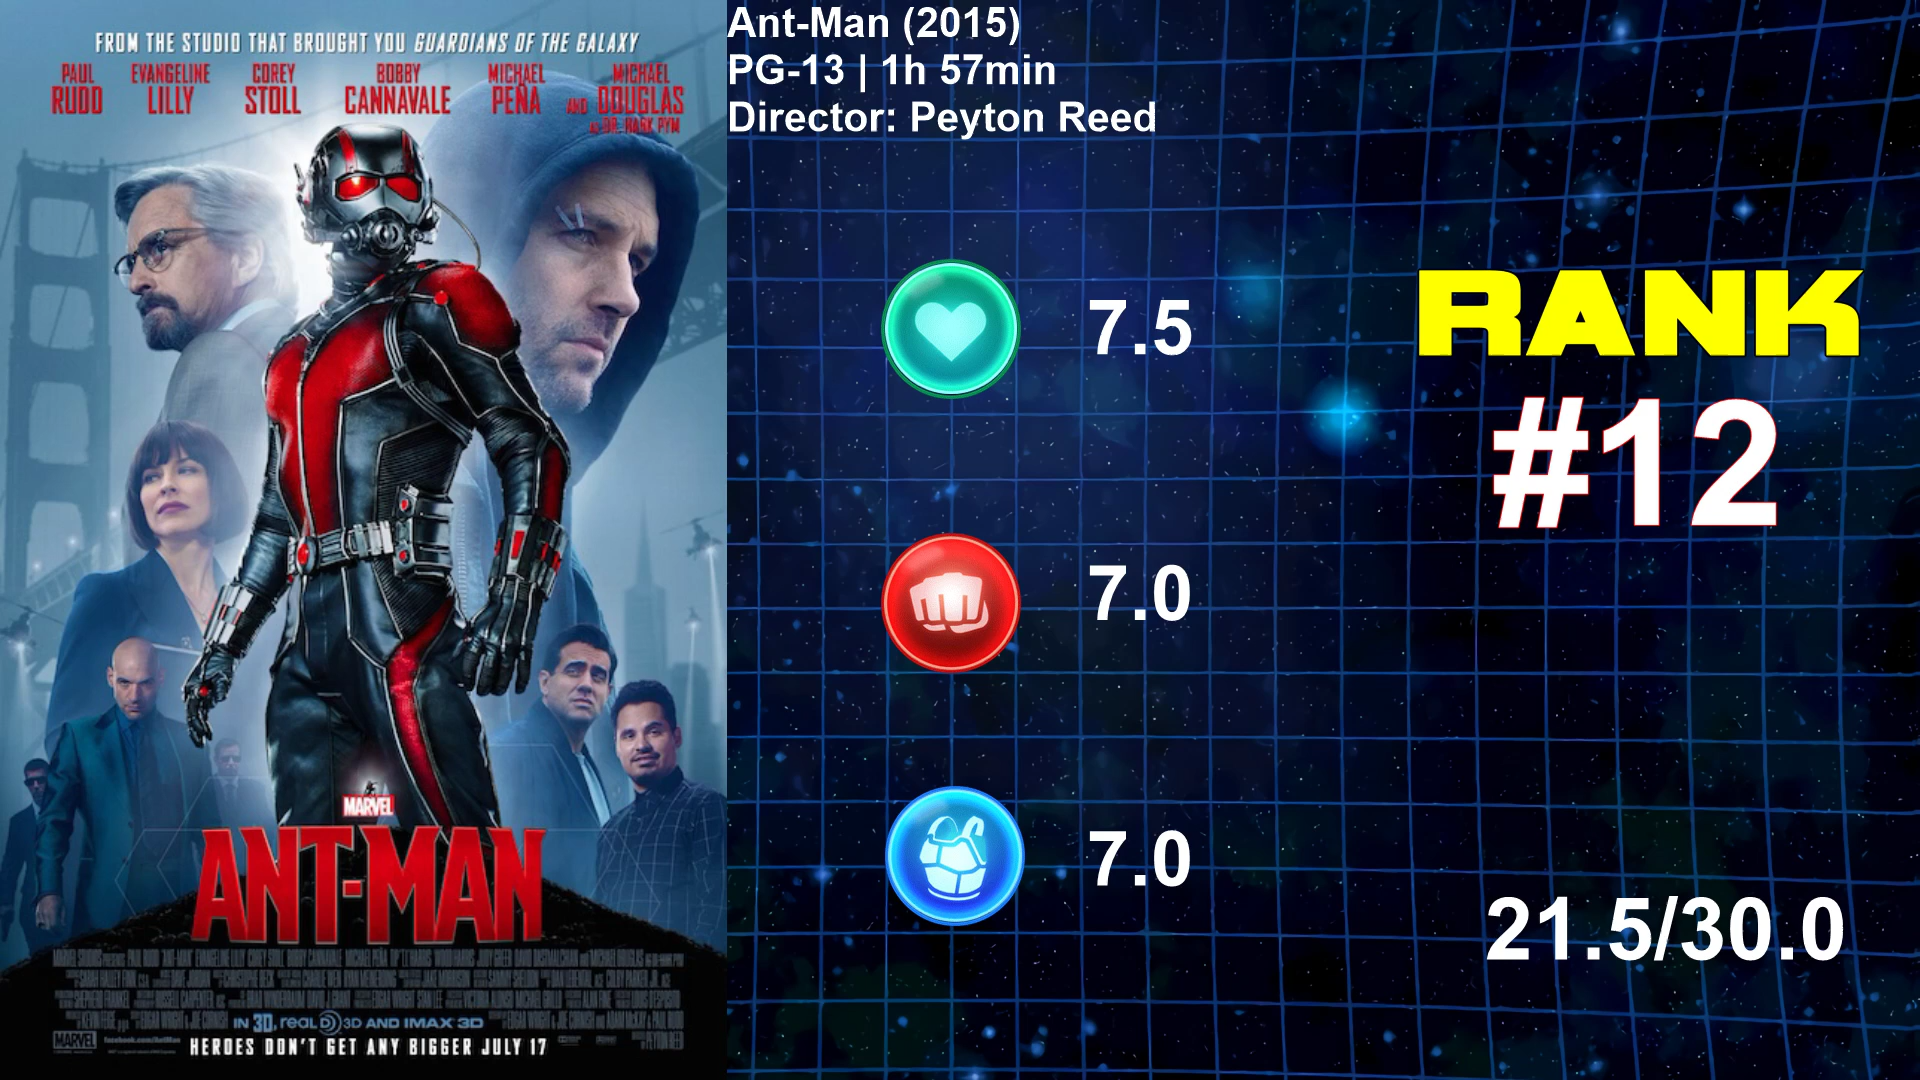 FROM THE STUDIO THAT BROUGHT YOU GUARDIANS OF THE GALAXY
PAUL RUDD
EVANGELINE LILLY
COREY STOLL
BOBBY CANNAVALE
MICHAEL PEÑA
AND MICHAEL DOUGLAS
AS DR. HANK PYM
MARVEL
ANT-MAN
IN 3D, REAL D 3D AND IMAX 3D
MARVEL
HEROES DON'T GET ANY BIGGER JULY 17
Ant-Man (2015)
PG-13 | 1h 57min
Director: Peyton Reed
7.5
7.0
7.0
RANK
#12
21.5/30.0